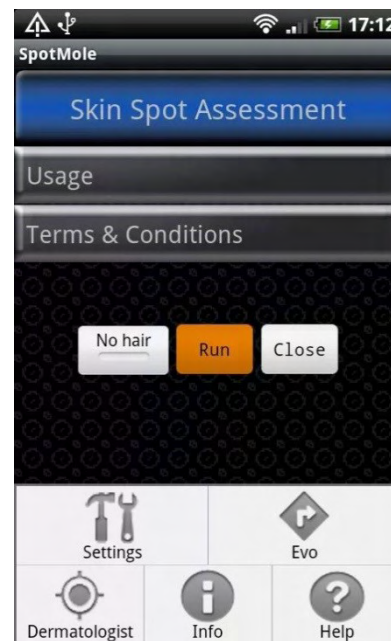 17:12
SpotMole
Skin Spot Assessment
Usage
Terms & Conditions
No hair
Run
Close
Settings
Evo
Dermatologist
Info
Help